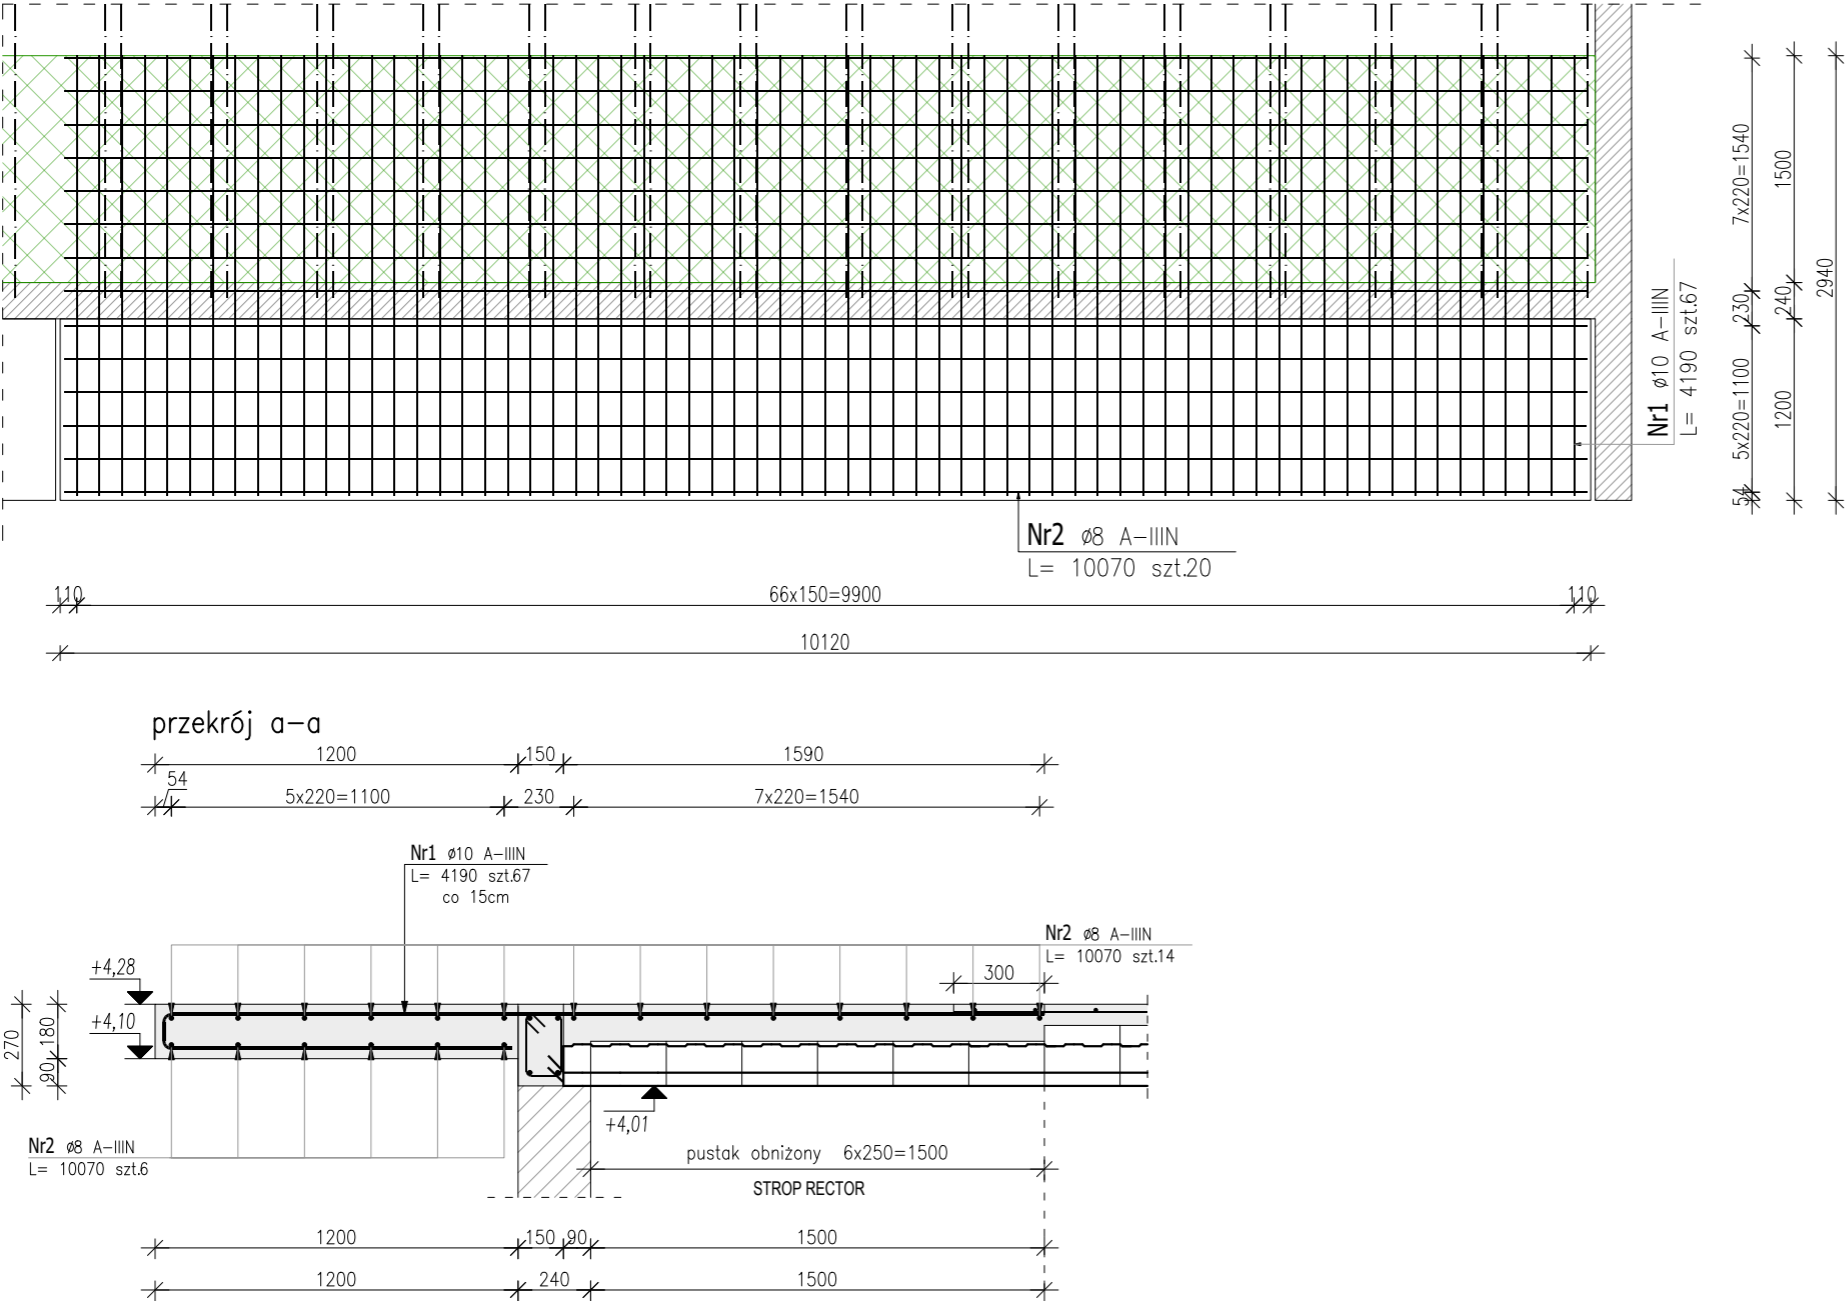 7x220=1540
1500
2940
230
240
5x220=1100
1200
54
Nr1 ø10 A-IIIN
L= 4190 szt.67
Nr2 ø8 A-IIIN
L= 10070 szt.20
110
66x150=9900
110
10120
przekrój a-a
1200
150
1590
54
5x220=1100
230
7x220=1540
Nr1 ø10 A-IIIN
L= 4190 szt.67
co 15cm
Nr2 ø8 A-IIIN
L= 10070 szt.14
300
+4,28
+4,10
270
180
90
+4,01
Nr2 ø8 A-IIIN
L= 10070 szt.6
pustak obniżony 6x250=1500
STROP RECTOR
1200
150
90
1500
1200
240
1500